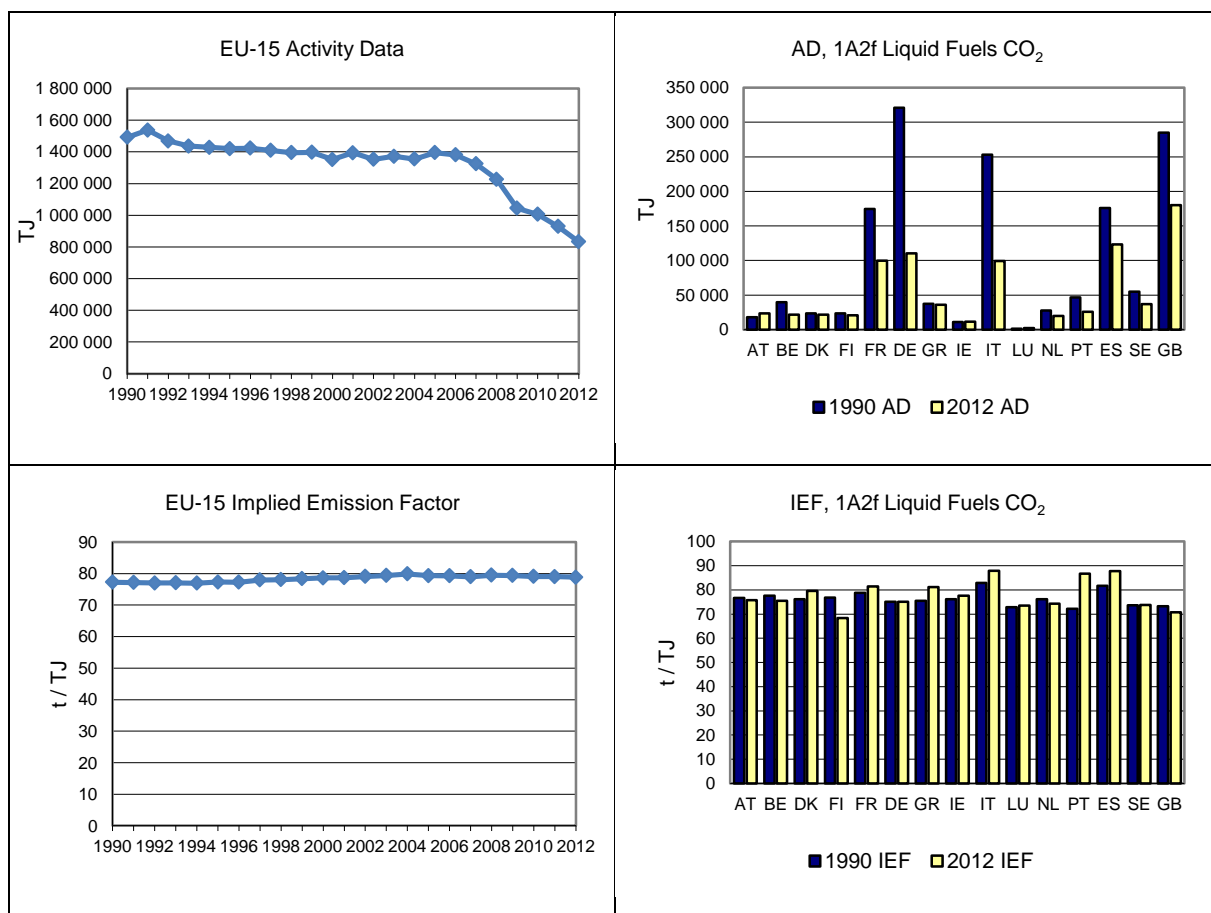 EU-15 Activity Data
1 800 000
1 600 000
1 400 000
1 200 000
1 000 000
800 000
600 000
400 000
200 000
0
TJ
1990 1992 1994 1996 1998 2000 2002 2004 2006 2008 2010 2012
AD, 1A2f Liquid Fuels CO₂
350 000
300 000
250 000
200 000
150 000
100 000
50 000
0
TJ
AT BE DK FI FR DE GR IE IT LU NL PT ES SE GB
1990 AD 2012 AD
EU-15 Implied Emission Factor
90
80
70
60
50
40
30
20
10
0
t / TJ
1990 1992 1994 1996 1998 2000 2002 2004 2006 2008 2010 2012
IEF, 1A2f Liquid Fuels CO₂
100
90
80
70
60
50
40
30
20
10
0
t / TJ
AT BE DK FI FR DE GR IE IT LU NL PT ES SE GB
1990 IEF 2012 IEF